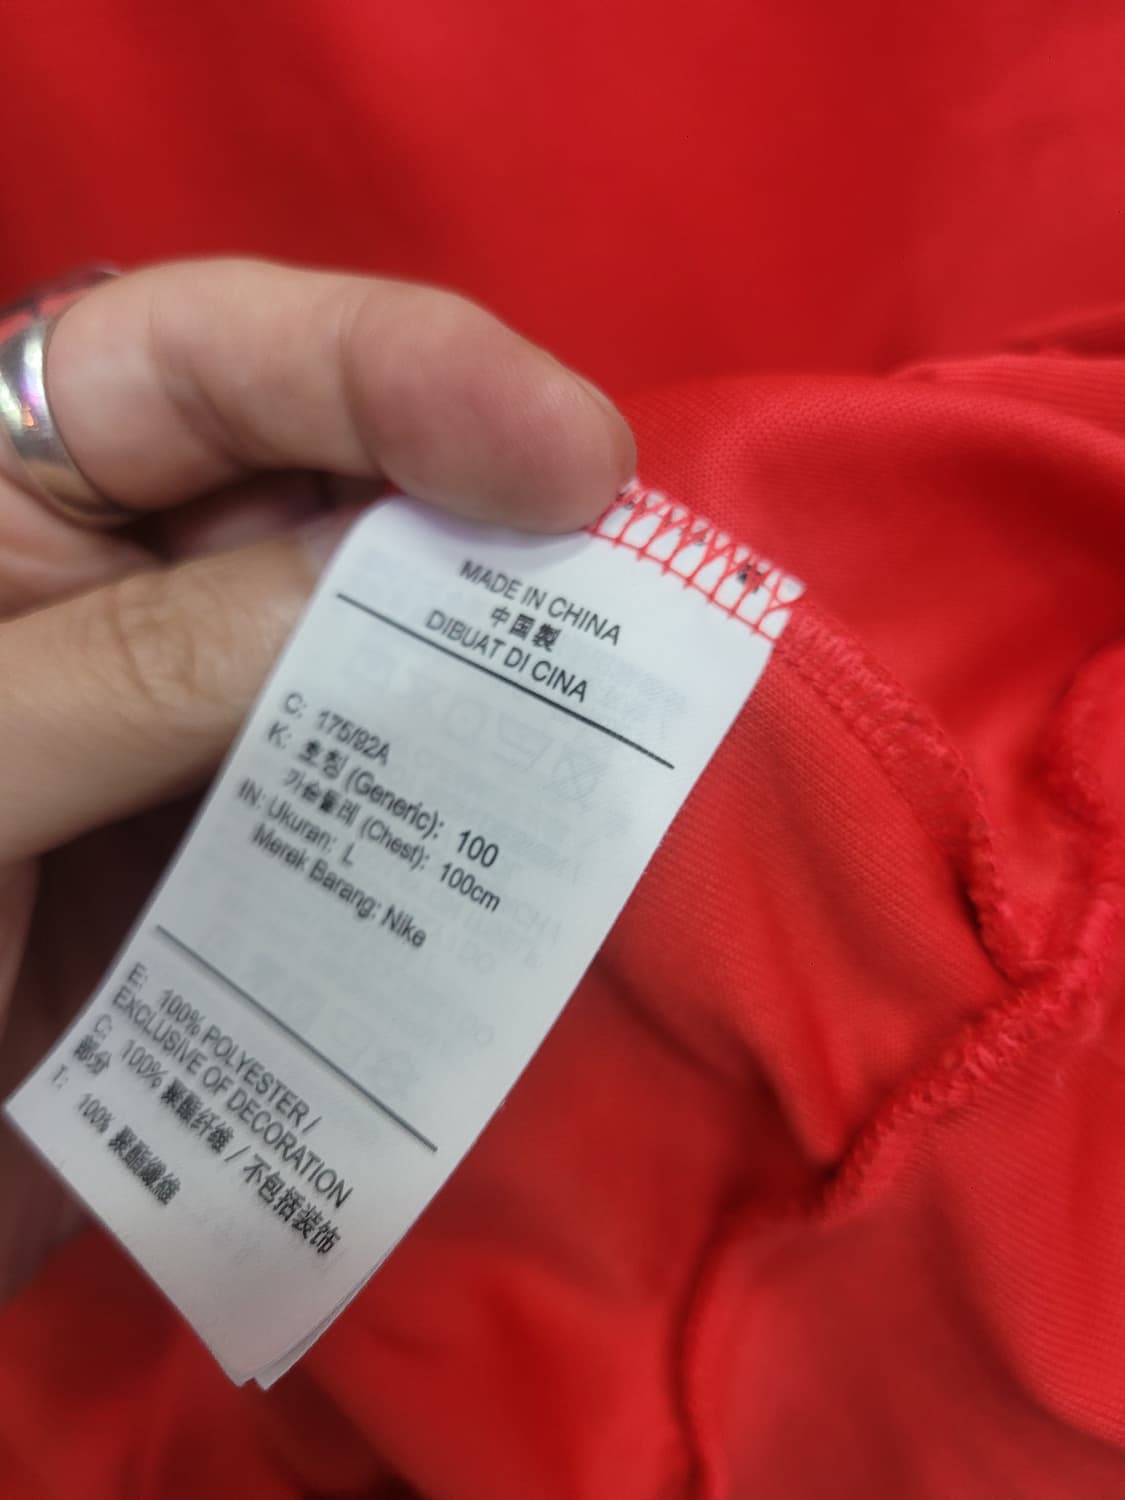 MADE IN CHINA
中国製
DIBUAT DI CINA
C: 175/92A
K: 호칭 (Generic): 100
가슴둘레 (Chest): 100cm
IN: Ukuran: L
Merek Barang: Nike
E: 100% POLYESTER /
EXCLUSIVE OF DECORATION
C: 100% 聚酯纤维 / 不包括装饰
部分
T: 100% 聚酯纖維